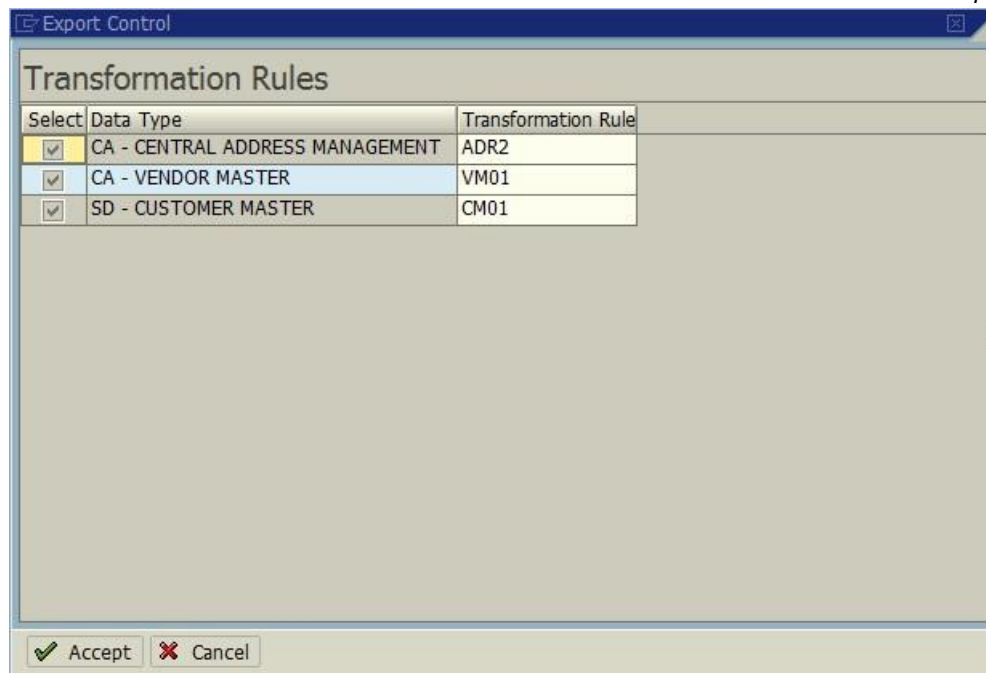 Export Control
Transformation Rules
Select Data Type Transformation Rule
CA - CENTRAL ADDRESS MANAGEMENT ADR2
CA - VENDOR MASTER VM01
SD - CUSTOMER MASTER CM01
Accept Cancel